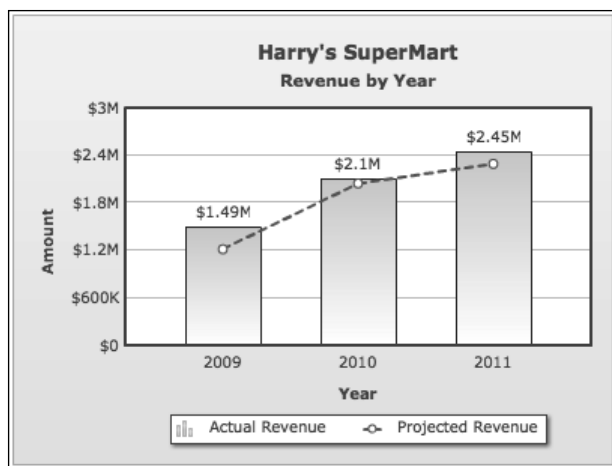 Harry's SuperMart
Revenue by Year
$3M
$2.4M
$1.8M
$1.2M
$600K
$0
Amount
$1.49M
$2.1M
$2.45M
2009 2010 2011
Year
Actual Revenue Projected Revenue